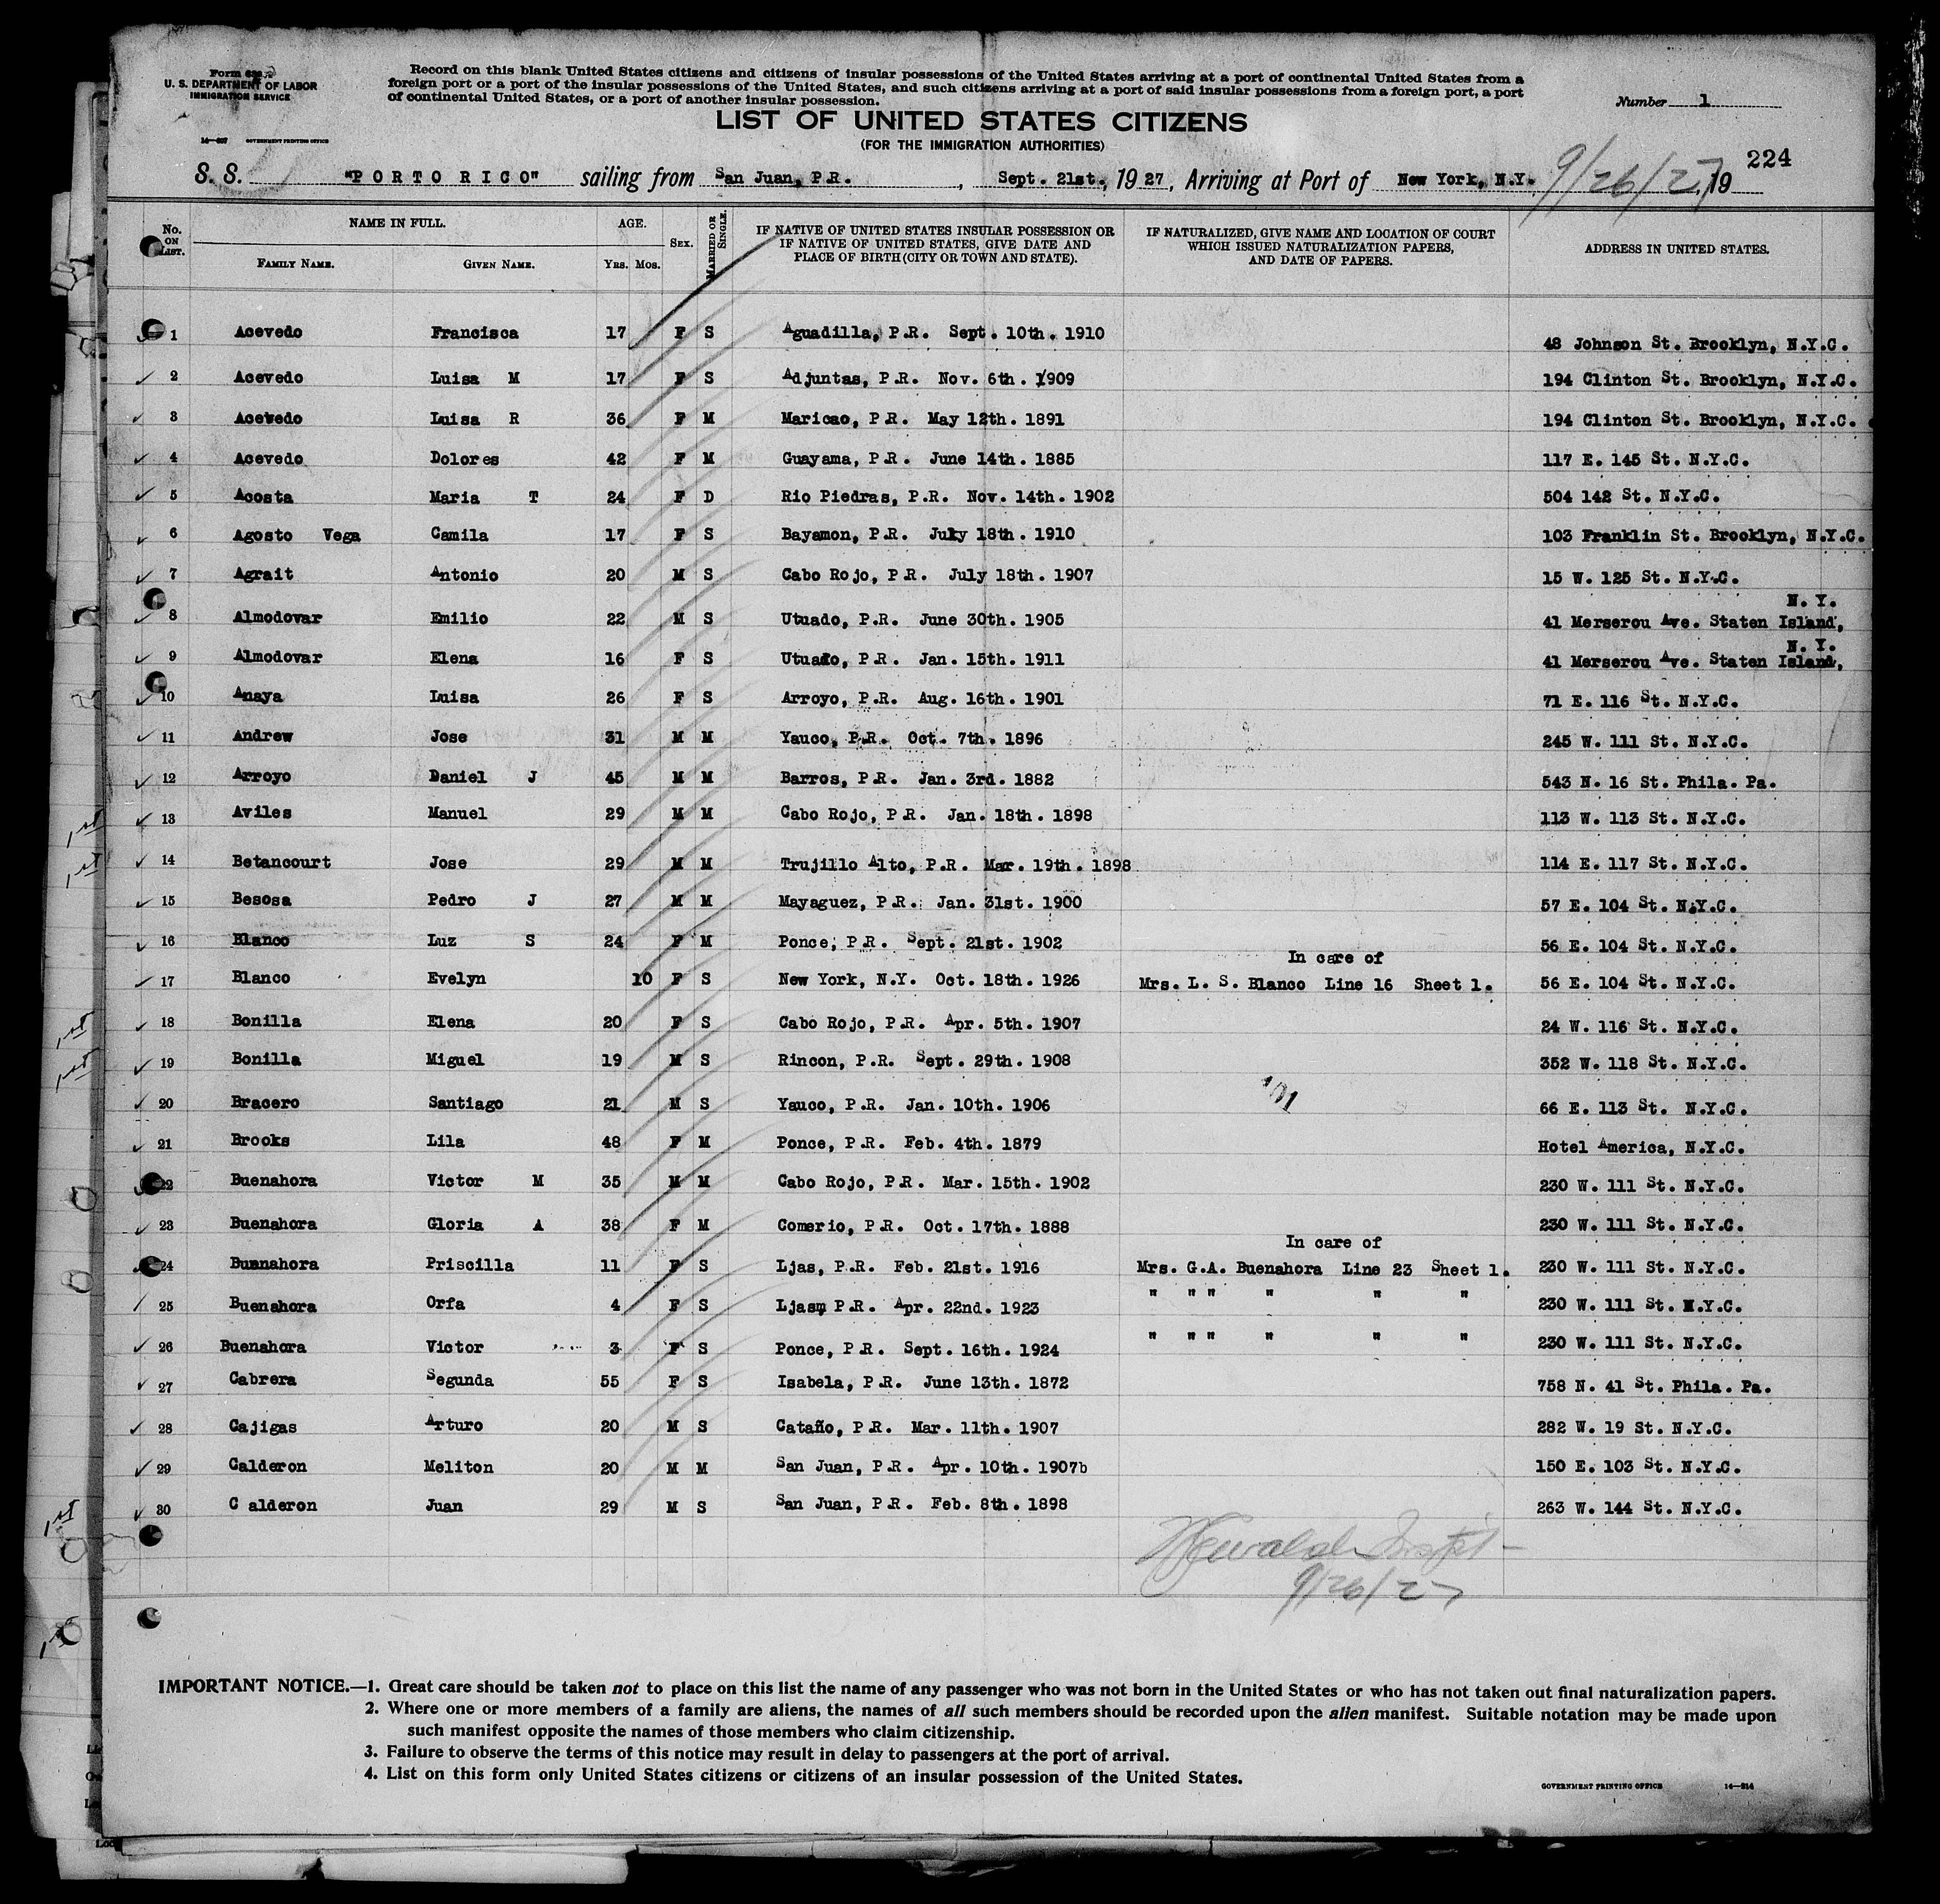 Form 630
U. S. DEPARTMENT OF LABOR
IMMIGRATION SERVICE
Record on this blank United States citizens and citizens of insular possessions of the United States arriving at a port of continental United States from a
foreign port or a port of the insular possessions of the United States, and such citizens arriving at a port of said insular possessions from a foreign port, a port
of continental United States, or a port of another insular possession.
Number 1
LIST OF UNITED STATES CITIZENS
(FOR THE IMMIGRATION AUTHORITIES)
GOVERNMENT PRINTING OFFICE
224
S. S. "PORTO RICO" sailing from San Juan, P.R., Sept. 21st., 1927, Arriving at Port of New York, N.Y. 9/26/27, 19
No. ON LIST. NAME IN FULL. FAMILY NAME. GIVEN NAME. AGE. YRS. MOS. SEX. MARRIED OR SINGLE. IF NATIVE OF UNITED STATES INSULAR POSSESSION OR IF NATIVE OF UNITED STATES, GIVE DATE AND PLACE OF BIRTH (CITY OR TOWN AND STATE). IF NATURALIZED, GIVE NAME AND LOCATION OF COURT WHICH ISSUED NATURALIZATION PAPERS, AND DATE OF PAPERS. ADDRESS IN UNITED STATES.
1 Acevedo Francisca 17 F S Aguadilla, P.R. Sept. 10th. 1910 48 Johnson St. Brooklyn, N.Y.C.
2 Acevedo Luisa M 17 F S Adjuntas, P.R. Nov. 6th. 1909 194 Clinton St. Brooklyn, N.Y.C.
3 Acevedo Luisa R 36 F M Maricao, P.R. May 12th. 1891 194 Clinton St. Brooklyn, N.Y.C.
4 Acevedo Dolores 42 F M Guayama, P.R. June 14th. 1885 117 E. 145 St. N.Y.C.
5 Acosta Maria T 24 F D Rio Piedras, P.R. Nov. 14th. 1902 504 142 St. N.Y.C.
6 Agosto Vega Camila 17 F S Bayamon, P.R. July 18th. 1910 103 Franklin St. Brooklyn, N.Y.C.
7 Agrait Antonio 20 M S Cabo Rojo, P.R. July 18th. 1907 15 W. 125 St. N.Y.C.
8 Almodovar Emilio 22 M S Utuado, P.R. June 30th. 1905 41 Merserou Ave. Staten Island, N. Y.
9 Almodovar Elena 16 F S Utuado, P.R. Jan. 15th. 1911 41 Merserou Ave. Staten Island, N. Y.
10 Anaya Luisa 26 F S Arroyo, P.R. Aug. 16th. 1901 71 E. 116 St. N.Y.C.
11 Andrew Jose 31 M M Yauco, P.R. Oct. 7th. 1896 245 W. 111 St. N.Y.C.
12 Arroyo Daniel J 45 M M Barros, P.R. Jan. 3rd. 1882 543 N. 16 St. Phila. Pa.
13 Aviles Manuel 29 M M Cabo Rojo, P.R. Jan. 18th. 1898 113 W. 113 St. N.Y.C.
14 Betancourt Jose 29 M M Trujillo Alto, P.R. Mar. 19th. 1898 114 E. 117 St. N.Y.C.
15 Besosa Pedro J 27 M M Mayaguez, P.R. Jan. 31st. 1900 57 E. 104 St. N.Y.C.
16 Blanco Luz S 24 F M Ponce, P.R. Sept. 21st. 1902 56 E. 104 St. N.Y.C.
In care of
17 Blanco Evelyn 10 F S New York, N.Y. Oct. 18th. 1926 Mrs. L. S. Blanco Line 16 Sheet 1. 56 E. 104 St. N.Y.C.
18 Bonilla Elena 20 F S Cabo Rojo, P.R. Apr. 5th. 1907 24 W. 116 St. N.Y.C.
19 Bonilla Miguel 19 M S Rincon, P.R. Sept. 29th. 1908 352 W. 118 St. N.Y.C.
20 Bracero Santiago 21 M S Yauco, P.R. Jan. 10th. 1906 66 E. 113 St. N.Y.C.
21 Brooks Lila 48 F M Ponce, P.R. Feb. 4th. 1879 Hotel America, N.Y.C.
22 Buenahora Victor M 35 M M Cabo Rojo, P.R. Mar. 15th. 1902 230 W. 111 St. N.Y.C.
23 Buenahora Gloria A 38 F M Comerio, P.R. Oct. 17th. 1888 230 W. 111 St. N.Y.C.
In care of
24 Buenahora Priscilla 11 F S Ljas, P.R. Feb. 21st. 1916 Mrs. G.A. Buenahora Line 23 Sheet 1. 230 W. 111 St. N.Y.C.
25 Buenahora Orfa 4 F S Ljasm P.R. Apr. 22nd. 1923 " " " " " " 230 W. 111 St. N.Y.C.
26 Buenahora Victor 3 F S Ponce, P.R. Sept. 16th. 1924 " " " " " " 230 W. 111 St. N.Y.C.
27 Cabrera Segunda 55 F S Isabela, P.R. June 13th. 1872 758 N. 41 St. Phila. Pa.
28 Cajigas Arturo 20 M S Cataño, P.R. Mar. 11th. 1907 282 W. 19 St. N.Y.C.
29 Calderon Meliton 20 M M San Juan, P.R. Apr. 10th. 1907b 150 E. 103 St. N.Y.C.
30 C alderon Juan 29 M S San Juan, P.R. Feb. 8th. 1898 263 W. 144 St. N.Y.C.
9/26/27
IMPORTANT NOTICE.—1. Great care should be taken not to place on this list the name of any passenger who was not born in the United States or who has not taken out final naturalization papers.
2. Where one or more members of a family are aliens, the names of all such members should be recorded upon the alien manifest. Suitable notation may be made upon
such manifest opposite the names of those members who claim citizenship.
3. Failure to observe the terms of this notice may result in delay to passengers at the port of arrival.
4. List on this form only United States citizens or citizens of an insular possession of the United States.
GOVERNMENT PRINTING OFFICE 14—814